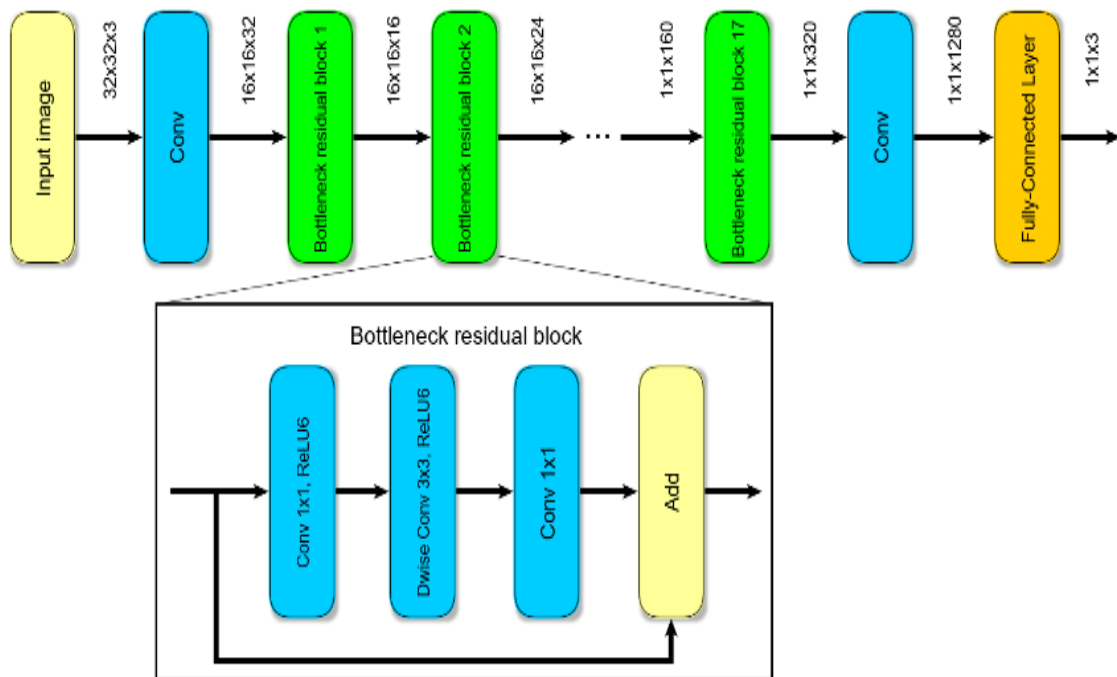 Input image
32x32x3
Conv
16x16x32
Bottleneck residual block 1
16x16x16
Bottleneck residual block 2
16x16x24
...
1x1x160
Bottleneck residual block 17
1x1x320
Conv
1x1x1280
Fully-Connected Layer
1x1x3
Bottleneck residual block
Conv 1x1, ReLU6
Dwise Conv 3x3, ReLU6
Conv 1x1
Add